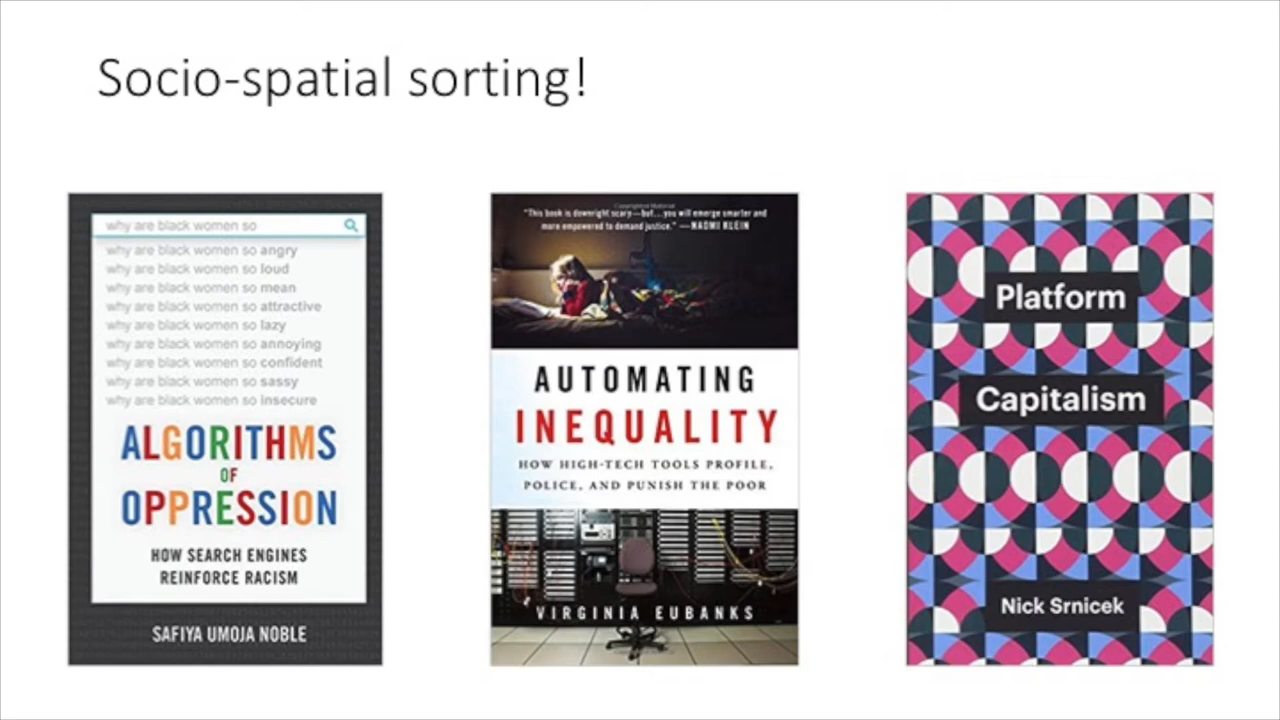 Socio-spatial sorting!
why are black women so
why are black women so angry
why are black women so loud
why are black women so mean
why are black women so attractive
why are black women so lazy
why are black women so annoying
why are black women so confident
why are black women so sassy
why are black women so insecure
ALGORITHMS
OF
OPPRESSION
HOW SEARCH ENGINES
REINFORCE RACISM
SAFIYA UMOJA NOBLE
Copyrighted Material
"This book is downright scary—but...you will emerge smarter and
more empowered to demand justice." —NAOMI KLEIN
AUTOMATING
INEQUALITY
HOW HIGH-TECH TOOLS PROFILE,
POLICE, AND PUNISH THE POOR
VIRGINIA EUBANKS
Platform
Capitalism
Nick Srnicek